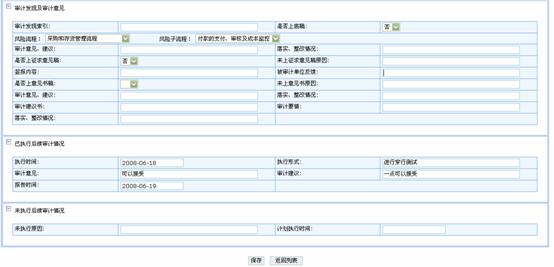 审计发现及审计意见
审计发现索引: 是否上底稿: 否
风险流程: 采购和存货管理流程 风险子流程: 付款的支付、审核及成本监控
审计意见、建议: 落实、整改情况:
是否上征求意见稿: 否 未上征求意见稿原因:
签报内容: 被审计单位反馈:
是否上意见书稿: 未上意见书原因:
审计意见、建议: 落实、整改情况:
审计建议书: 审计要情:
落实、整改情况:
已执行后续审计情况
执行时间: 2008-06-18 执行形式: 进行穿行测试
审计意见: 可以接受 审计建议: 一点可以接受
报告时间: 2008-06-19
未执行后续审计情况
未执行原因: 计划执行时间:
保存 返回列表